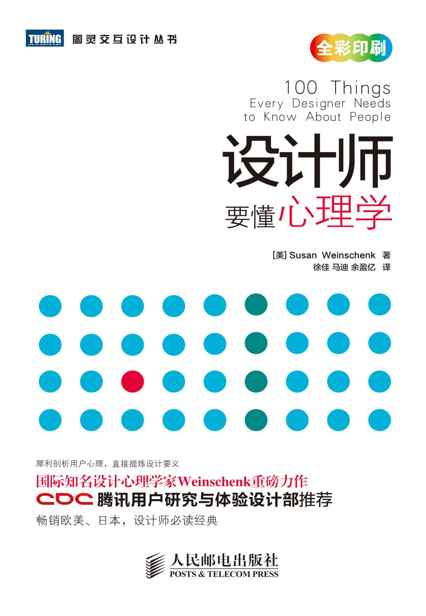 TURING 图灵交互设计丛书
全彩印刷
100 Things
Every Designer Needs
to Know About People
设计师
要懂心理学
[美] Susan Weinschenk 著
徐佳 马迪 余盈亿 译
犀利剖析用户心理，直接提炼设计要义
国际知名设计心理学家Weinschenk重磅力作
CDC 腾讯用户研究与体验设计部推荐
畅销欧美、日本，设计师必读经典
人民邮电出版社
POSTS & TELECOM PRESS